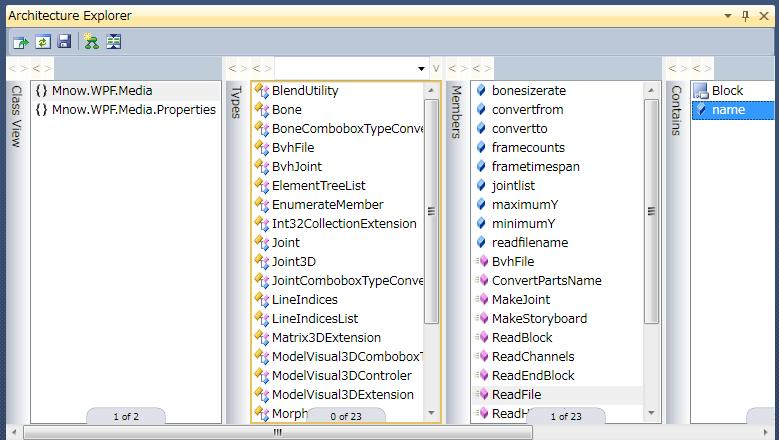 Architecture Explorer
Class View
{} Mnow.WPF.Media
{} Mnow.WPF.Media.Properties
1 of 2
Types
BlendUtility
Bone
BoneComboboxTypeConve
BvhFile
BvhJoint
ElementTreeList
EnumerateMember
Int32CollectionExtension
Joint
Joint3D
JointComboboxTypeConve
LineIndices
LineIndicesList
Matrix3DExtension
ModelVisual3DComboboxT
ModelVisual3DControler
ModelVisual3DExtension
Morph
0 of 23
Members
bonesizerate
convertfrom
convertto
framecounts
frametimespan
jointlist
maximumY
minimumY
readfilename
BvhFile
ConvertPartsName
MakeJoint
MakeStoryboard
ReadBlock
ReadChannels
ReadEndBlock
ReadFile
ReadH
1 of 23
Contains
Block
name